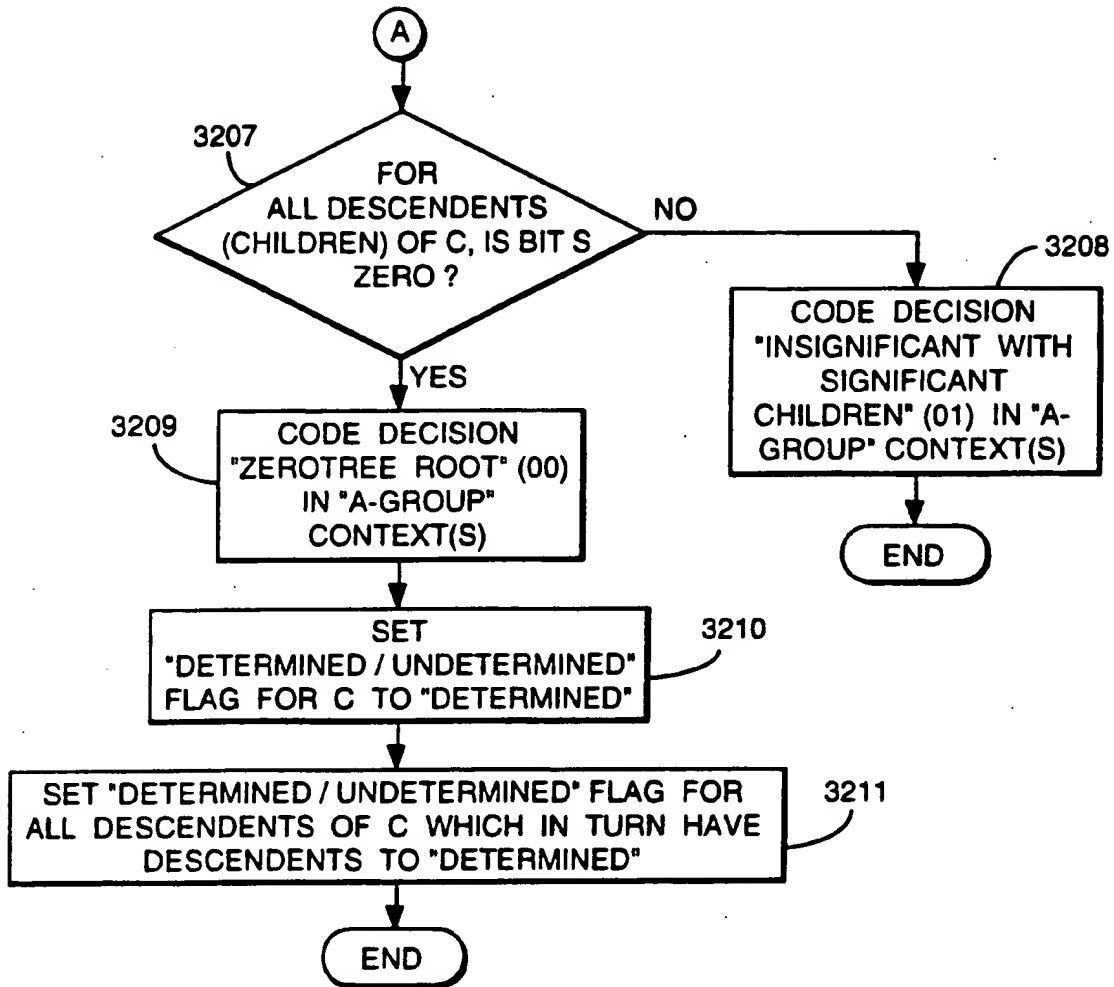 A
3207
FOR
ALL DESCENDENTS
(CHILDREN) OF C, IS BIT S
ZERO ?
NO
3208
CODE DECISION
"INSIGNIFICANT WITH
SIGNIFICANT
CHILDREN" (01) IN "A-
GROUP" CONTEXT(S)
END
YES
3209
CODE DECISION
"ZEROTREE ROOT" (00)
IN "A-GROUP"
CONTEXT(S)
SET
"DETERMINED / UNDETERMINED"
FLAG FOR C TO "DETERMINED"
3210
SET "DETERMINED / UNDETERMINED" FLAG FOR
ALL DESCENDENTS OF C WHICH IN TURN HAVE
DESCENDENTS TO "DETERMINED"
3211
END